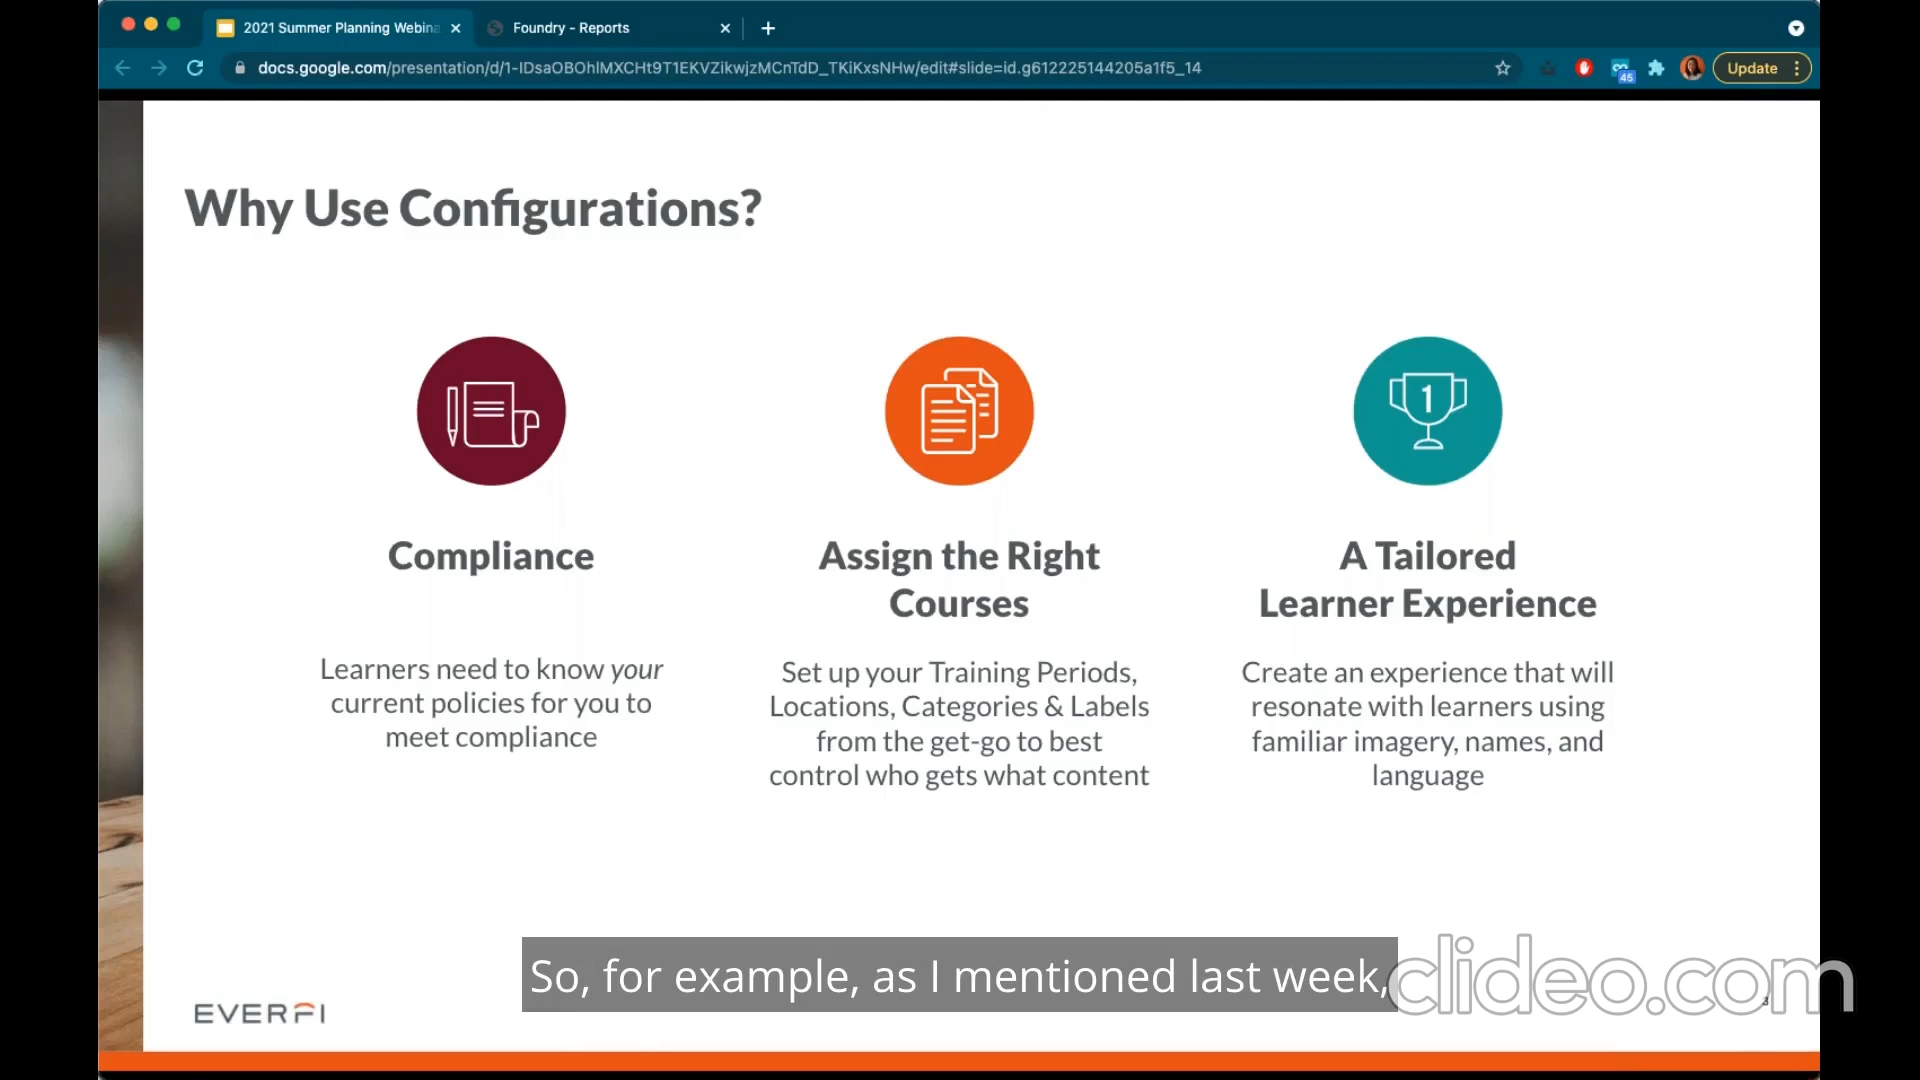 2021 Summer Planning Webina
Foundry - Reports
docs.google.com/presentation/d/1-IDsaOBOhlMXCHt9T1EKVZikwjzMCnTdD_TKiKxsNHw/edit#slide=id.g612225144205a1f5_14
45
Update
Why Use Configurations?
1
Compliance
Assign the Right
Courses
A Tailored
Learner Experience
Learners need to know your
current policies for you to
meet compliance
Set up your Training Periods,
Locations, Categories & Labels
from the get-go to best
control who gets what content
Create an experience that will
resonate with learners using
familiar imagery, names, and
language
So, for example, as I mentioned last week,
clideo.com
EVERFI